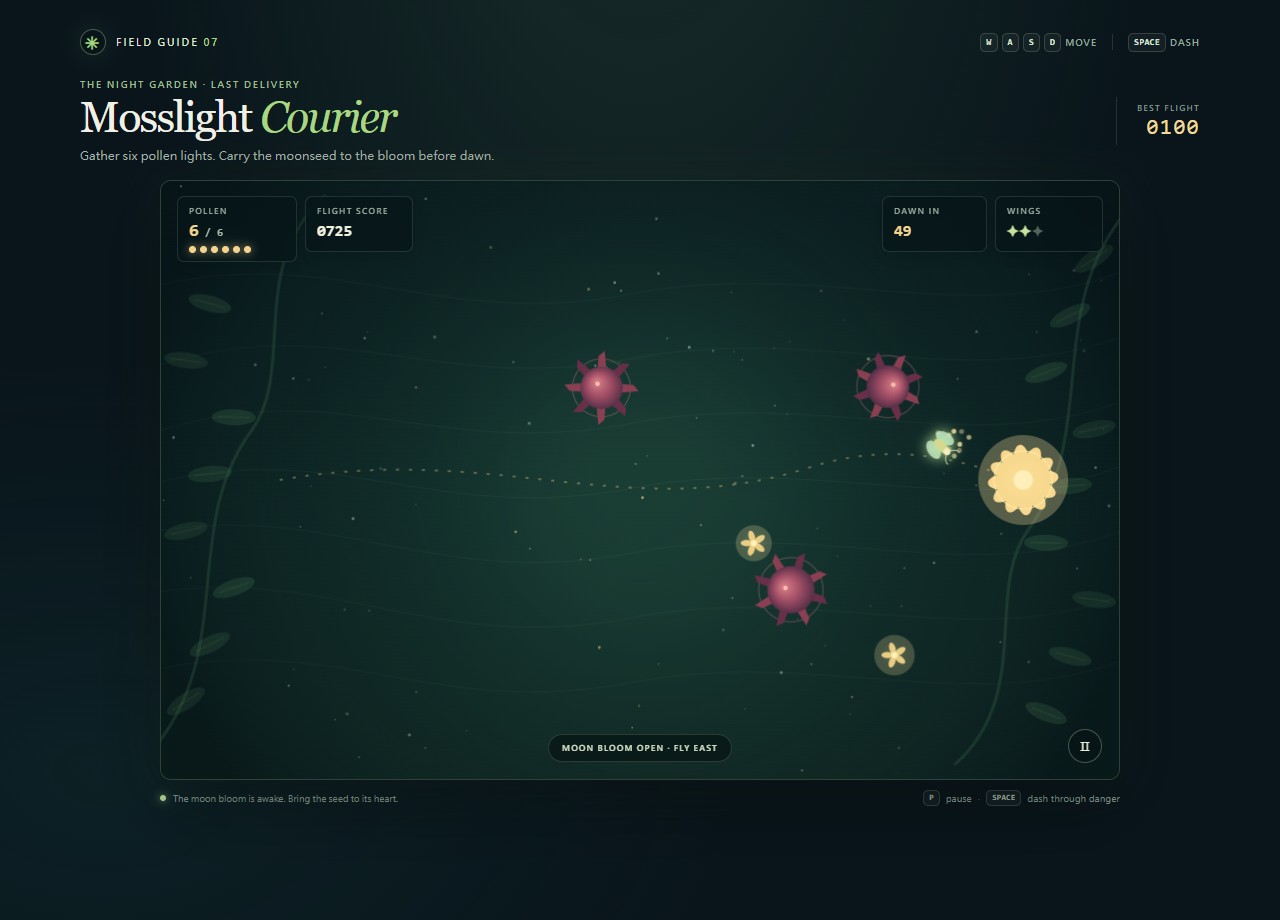 FIELD GUIDE 07
W A S D MOVE SPACE DASH
THE NIGHT GARDEN · LAST DELIVERY
Mosslight Courier
BEST FLIGHT
0100
Gather six pollen lights. Carry the moonseed to the bloom before dawn.
POLLEN
6 / 6
FLIGHT SCORE
0725
DAWN IN
49
WINGS
MOON BLOOM OPEN · FLY EAST
II
The moon bloom is awake. Bring the seed to its heart.
P pause · SPACE dash through danger